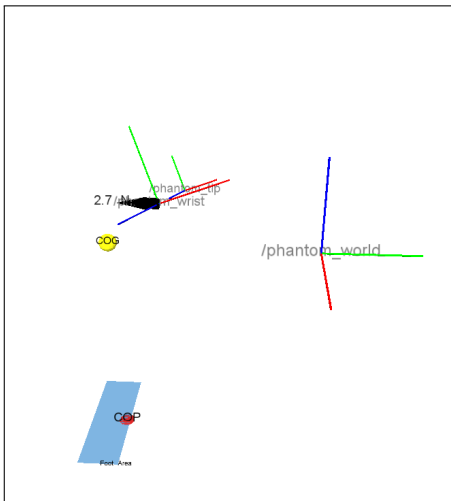 /phantom_tip
2.7 N
/phantom_wrist
COG
/phantom_world
COP
Foot Area